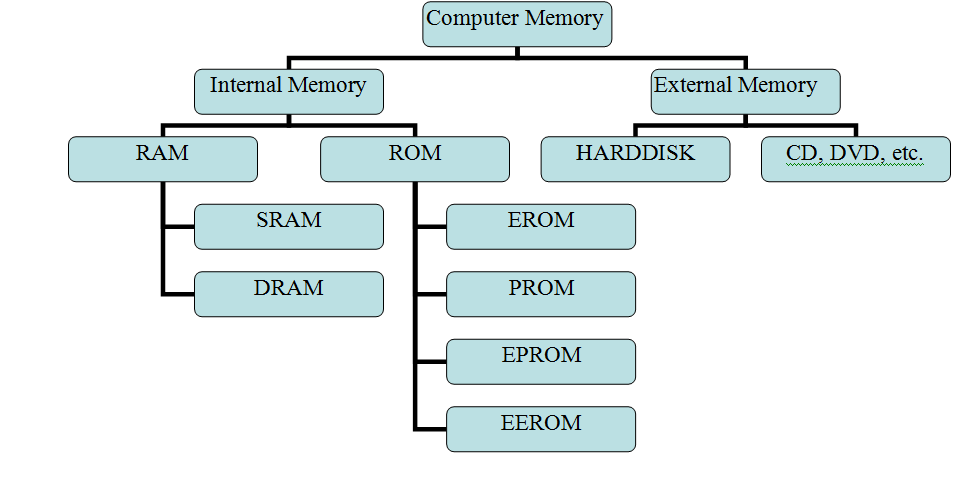 Computer Memory
Internal Memory
External Memory
RAM
ROM
HARDDISK
CD, DVD, etc.
SRAM
EROM
DRAM
PROM
EPROM
EEROM